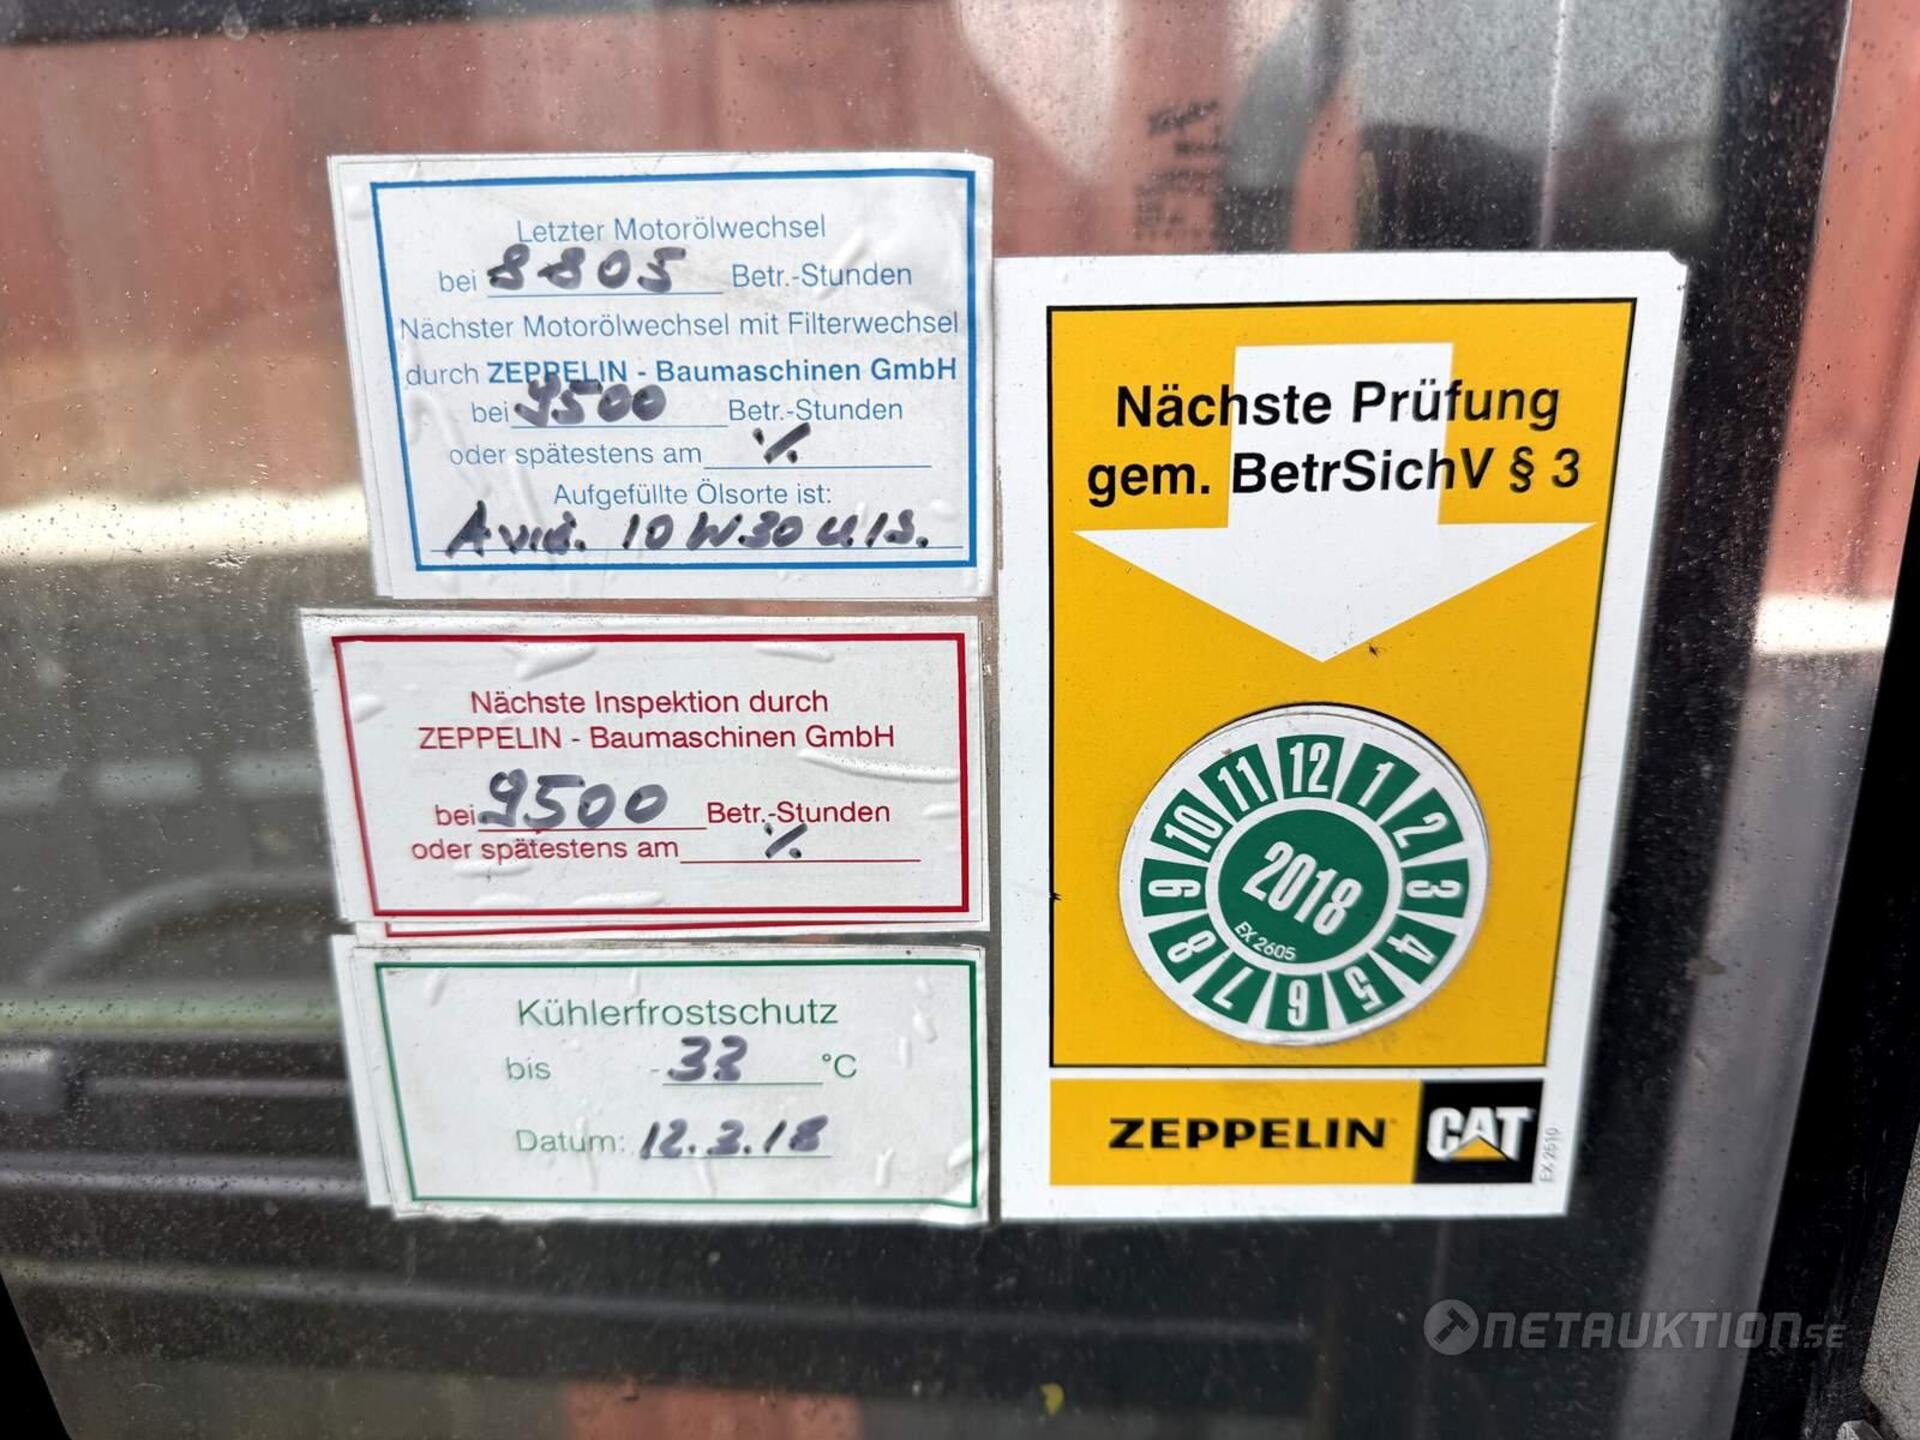 Letzter Motorölwechsel
bei 8805 Betr.-Stunden
Nächster Motorölwechsel mit Filterwechsel
durch ZEPPELIN - Baumaschinen GmbH
bei 9500 Betr.-Stunden
oder spätestens am ⁒
Aufgefüllte Ölsorte ist:
10W30
Nächste Inspektion durch
ZEPPELIN - Baumaschinen GmbH
bei 9500 Betr.-Stunden
oder spätestens am ⁒
Kühlerfrostschutz
bis -33 °C
Datum: 12.3.18
Nächste Prüfung
gem. BetrSichV § 3
12 1 2 3 4 5 6 7 8 9 10 11
2018
EX 2605
ZEPPELIN CAT
EX 2510
NETAUKTION.SE